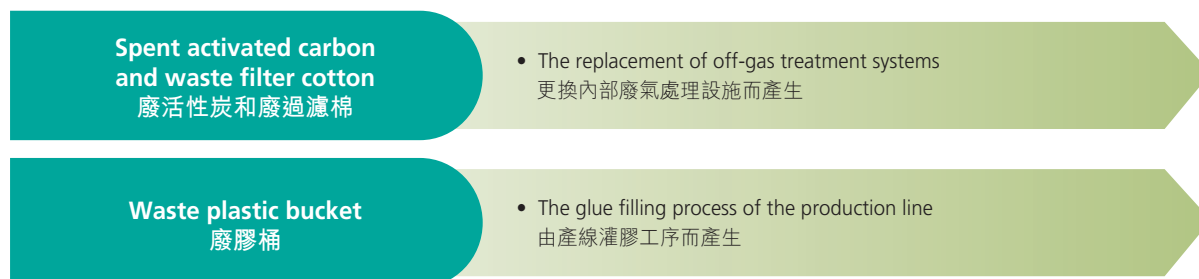 Spent activated carbon
and waste filter cotton
廢活性炭和廢過濾棉
• The replacement of off-gas treatment systems
更換內部廢氣處理設施而產生
Waste plastic bucket
廢膠桶
• The glue filling process of the production line
由產線灌膠工序而產生